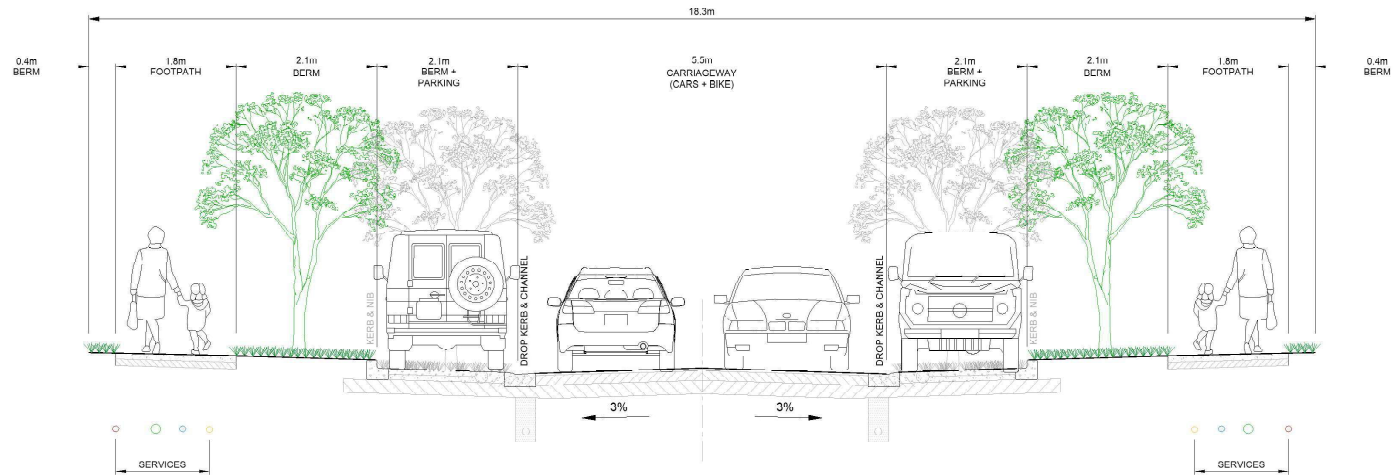 18.3m
0.4m
BERM
1.8m
FOOTPATH
2.1m
BERM
2.1m
BERM +
PARKING
5.5m
CARRIAGEWAY
(CARS + BIKE)
2.1m
BERM +
PARKING
2.1m
BERM
1.8m
FOOTPATH
0.4m
BERM
KERB & NIB
DROP KERB & CHANNEL
DROP KERB & CHANNEL
KERB & NIB
3%
3%
SERVICES
SERVICES